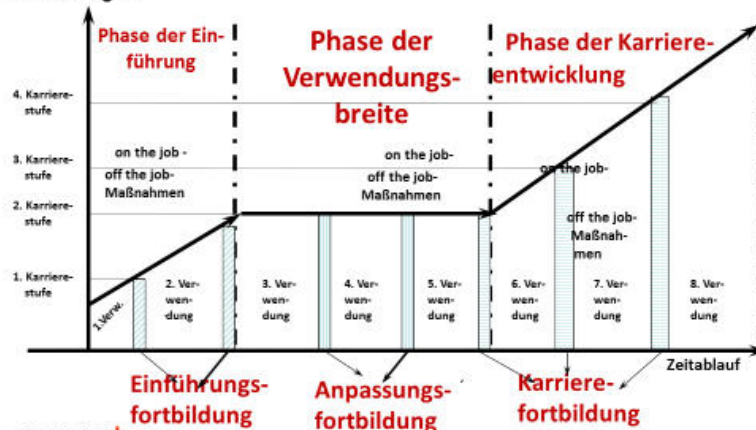 Phase der Ein-
führung
Phase der
Verwendungs-
breite
Phase der Karriere-
entwicklung
4. Karriere-
stufe
3. Karriere-
stufe
2. Karriere-
stufe
1. Karriere-
stufe
on the job -
off the job-
Maßnahmen
on the job-
off the job-
Maßnahmen
on the job-
off the job-
Maßnah-
men
1.Verw.
2. Ver-
wen-
dung
3. Ver-
wen-
dung
4. Ver-
wen-
dung
5. Ver-
wen-
dung
6. Ver-
wen-
dung
7. Ver-
wen-
dung
8. Ver-
wen-
dung
Zeitablauf
Einführungs-
fortbildung
Anpassungs-
fortbildung
Karriere-
fortbildung